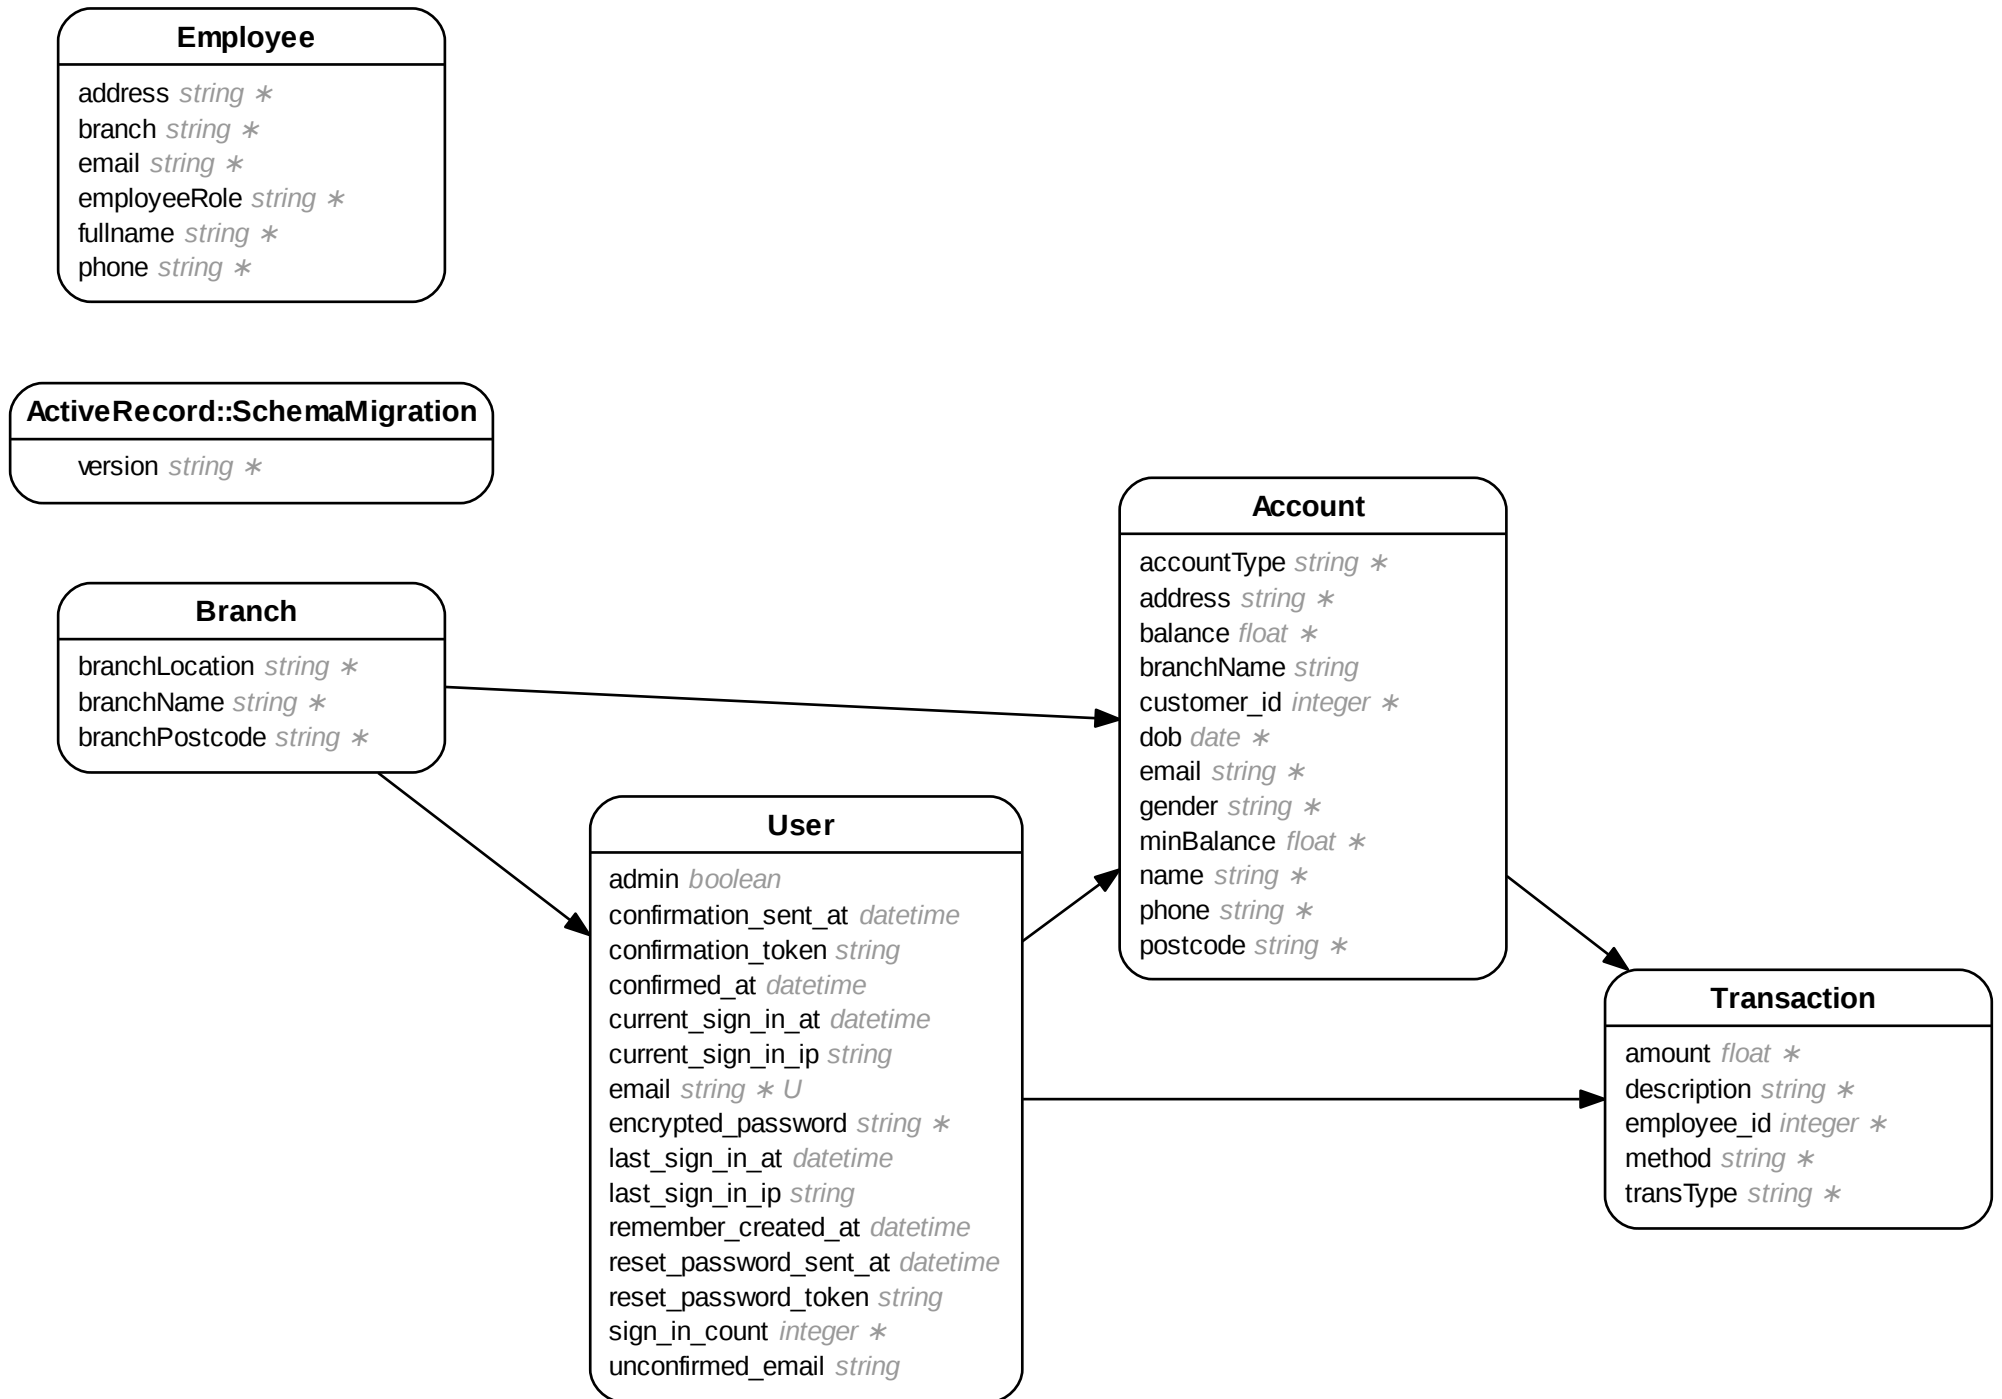 Employee
address string ∗
branch string ∗
email string ∗
employeeRole string ∗
fullname string ∗
phone string ∗
ActiveRecord::SchemaMigration
version string ∗
Branch
branchLocation string ∗
branchName string ∗
branchPostcode string ∗
User
admin boolean
confirmation_sent_at datetime
confirmation_token string
confirmed_at datetime
current_sign_in_at datetime
current_sign_in_ip string
email string ∗ U
encrypted_password string ∗
last_sign_in_at datetime
last_sign_in_ip string
remember_created_at datetime
reset_password_sent_at datetime
reset_password_token string
sign_in_count integer ∗
unconfirmed_email string
Account
accountType string ∗
address string ∗
balance float ∗
branchName string
customer_id integer ∗
dob date ∗
email string ∗
gender string ∗
minBalance float ∗
name string ∗
phone string ∗
postcode string ∗
Transaction
amount float ∗
description string ∗
employee_id integer ∗
method string ∗
transType string ∗